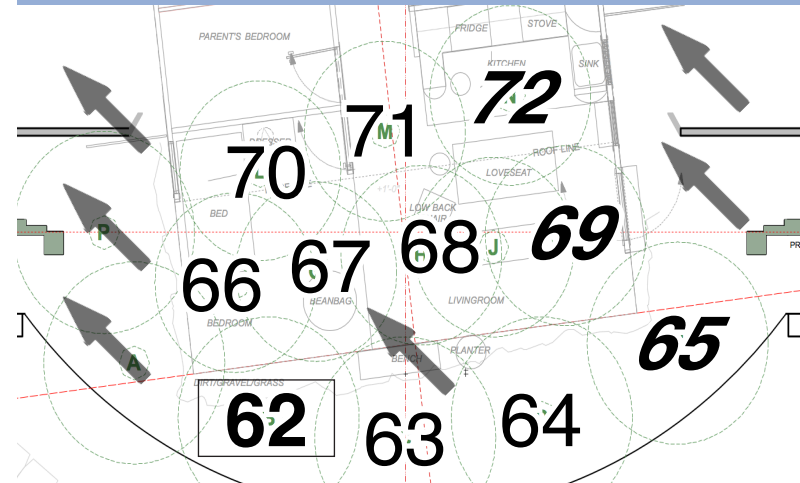 PARENT'S BEDROOM
FRIDGE
STOVE
KITCHEN
SINK
72
71
M
ROOF LINE
70
LOVESEAT
BED
LOW BACK
P
66
67
68
J
69
PR
BEANBAG
LIVINGROOM
BEDROOM
65
BENCH
PLANTER
A
DIRT/GRAVEL/GRASS
62
63
64